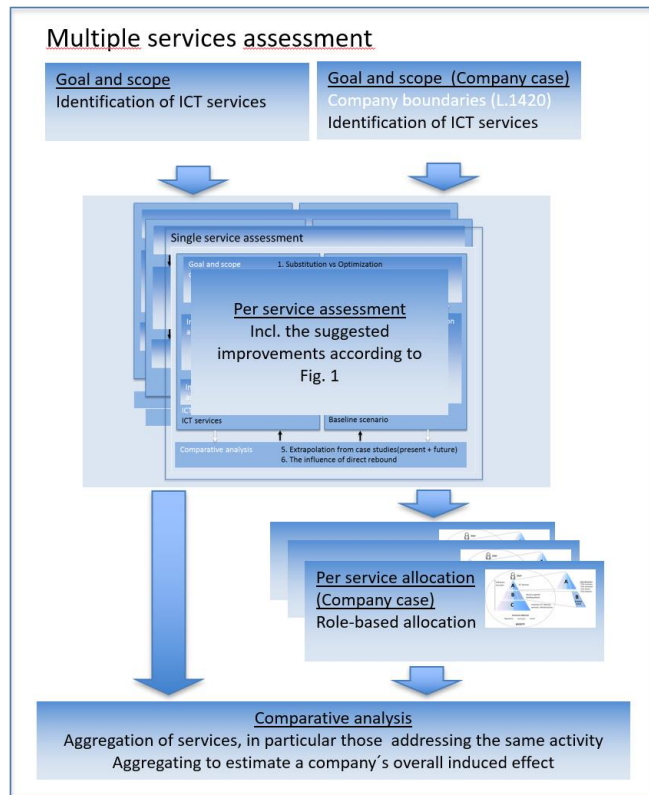 Multiple services assessment
Goal and scope
Identification of ICT services
Goal and scope (Company case)
Company boundaries (L.1420)
Identification of ICT services
Single service assessment
Goal and scope
1. Substitution vs Optimization
Per service assessment
Incl. the suggested
improvements according to
Fig. 1
ICT services
Baseline scenario
Comparative analysis
5. Extrapolation from case studies(present + future)
6. The influence of direct rebound
Per service allocation
(Company case)
Role-based allocation
A
B
C
A
B
Comparative analysis
Aggregation of services, in particular those addressing the same activity
Aggregating to estimate a company´s overall induced effect